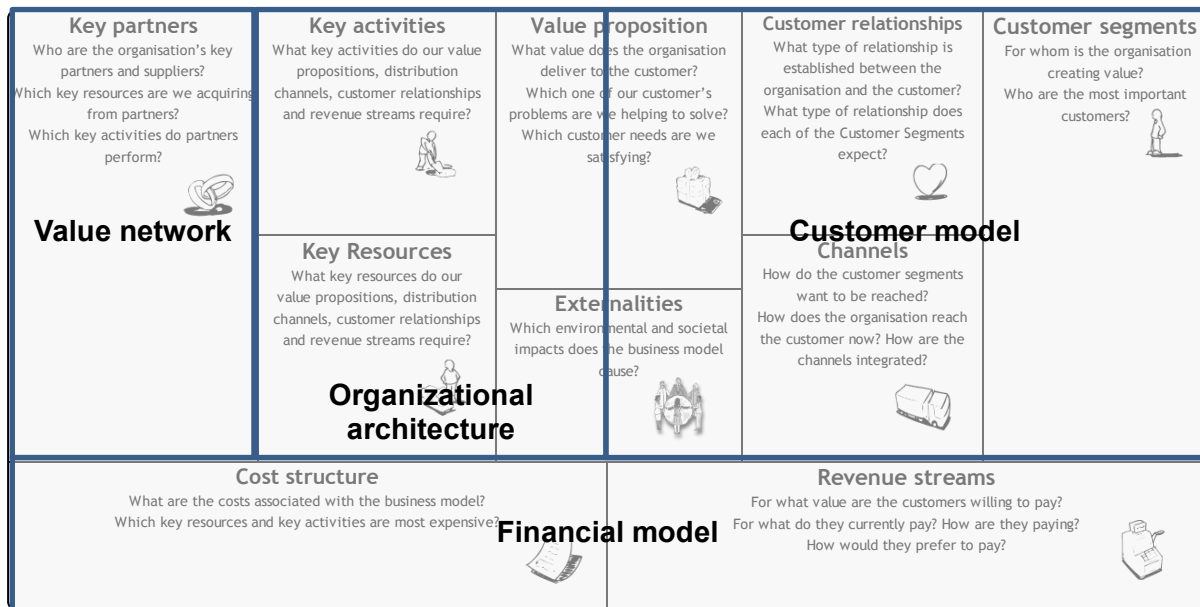 Key partners
Who are the organisation's key
partners and suppliers?
Which key resources are we acquiring
from partners?
Which key activities do partners
perform?
Value network
Key activities
What key activities do our value
propositions, distribution
channels, customer relationships
and revenue streams require?
Key Resources
What key resources do our
value propositions, distribution
channels, customer relationships
and revenue streams require?
Organizational
architecture
Value proposition
What value does the organisation
deliver to the customer?
Which one of our customer's
problems are we helping to solve?
Which customer needs are we
satisfying?
Externalities
Which environmental and societal
impacts does the business model
cause?
Customer relationships
What type of relationship is
established between the
organisation and the customer?
What type of relationship does
each of the Customer Segments
expect?
Customer model
Channels
How do the customer segments
want to be reached?
How does the organisation reach
the customer now? How are the
channels integrated?
Customer segments
For whom is the organisation
creating value?
Who are the most important
customers?
Cost structure
What are the costs associated with the business model?
Which key resources and key activities are most expensive?
Financial model
Revenue streams
For what value are the customers willing to pay?
For what do they currently pay? How are they paying?
How would they prefer to pay?